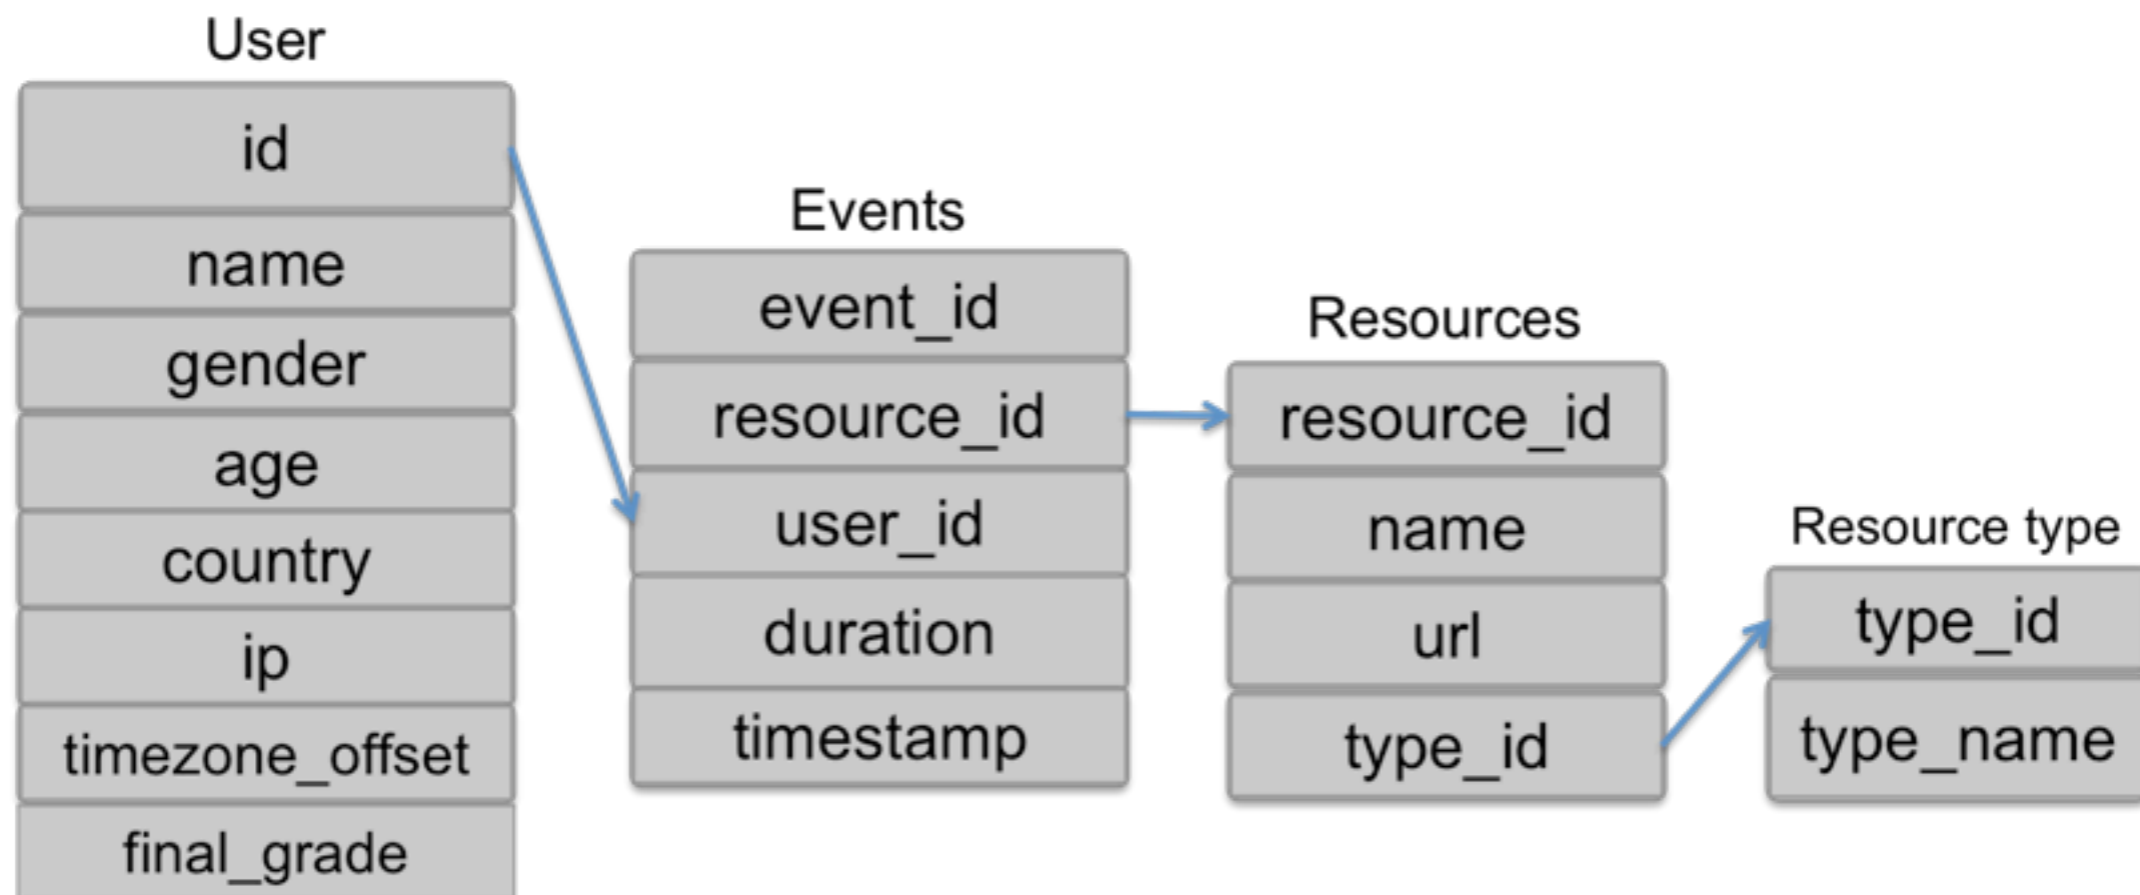 User
id
name
gender
age
country
ip
timezone_offset
final_grade
Events
event_id
resource_id
user_id
duration
timestamp
Resources
resource_id
name
url
type_id
Resource type
type_id
type_name